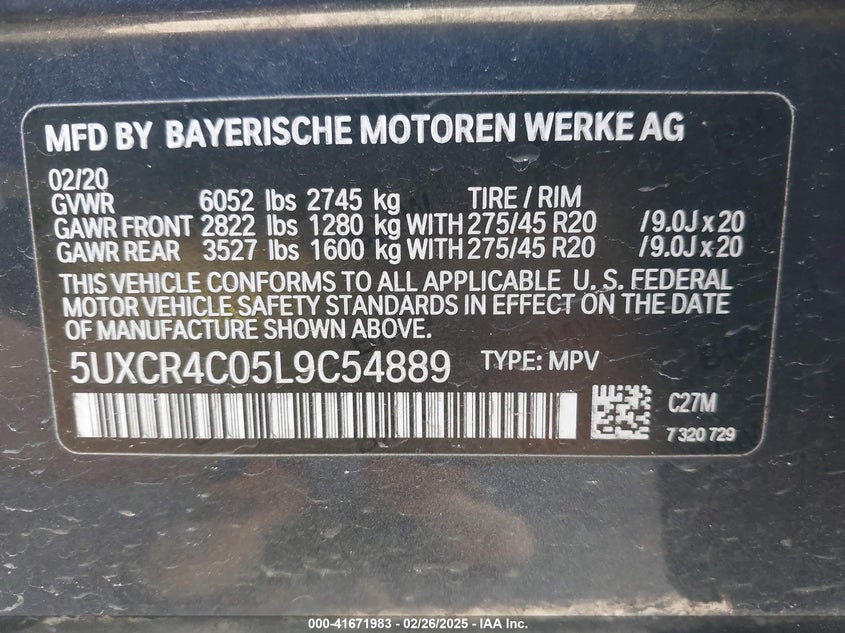 MFD BY BAYERISCHE MOTOREN WERKE AG
02/20
GVWR 6052 lbs 2745 kg TIRE / RIM
GAWR FRONT 2822 lbs 1280 kg WITH 275/45 R20 /9.0J x 20
GAWR REAR 3527 lbs 1600 kg WITH 275/45 R20 /9.0J x 20
THIS VEHICLE CONFORMS TO ALL APPLICABLE U.S. FEDERAL
MOTOR VEHICLE SAFETY STANDARDS IN EFFECT ON THE DATE
OF MANUFACTURE SHOWN ABOVE.
5UXCR4C05L9C54889 TYPE: MPV
C27M
7 320 729
000-41671983 - 02/26/2025 - IAA Inc.